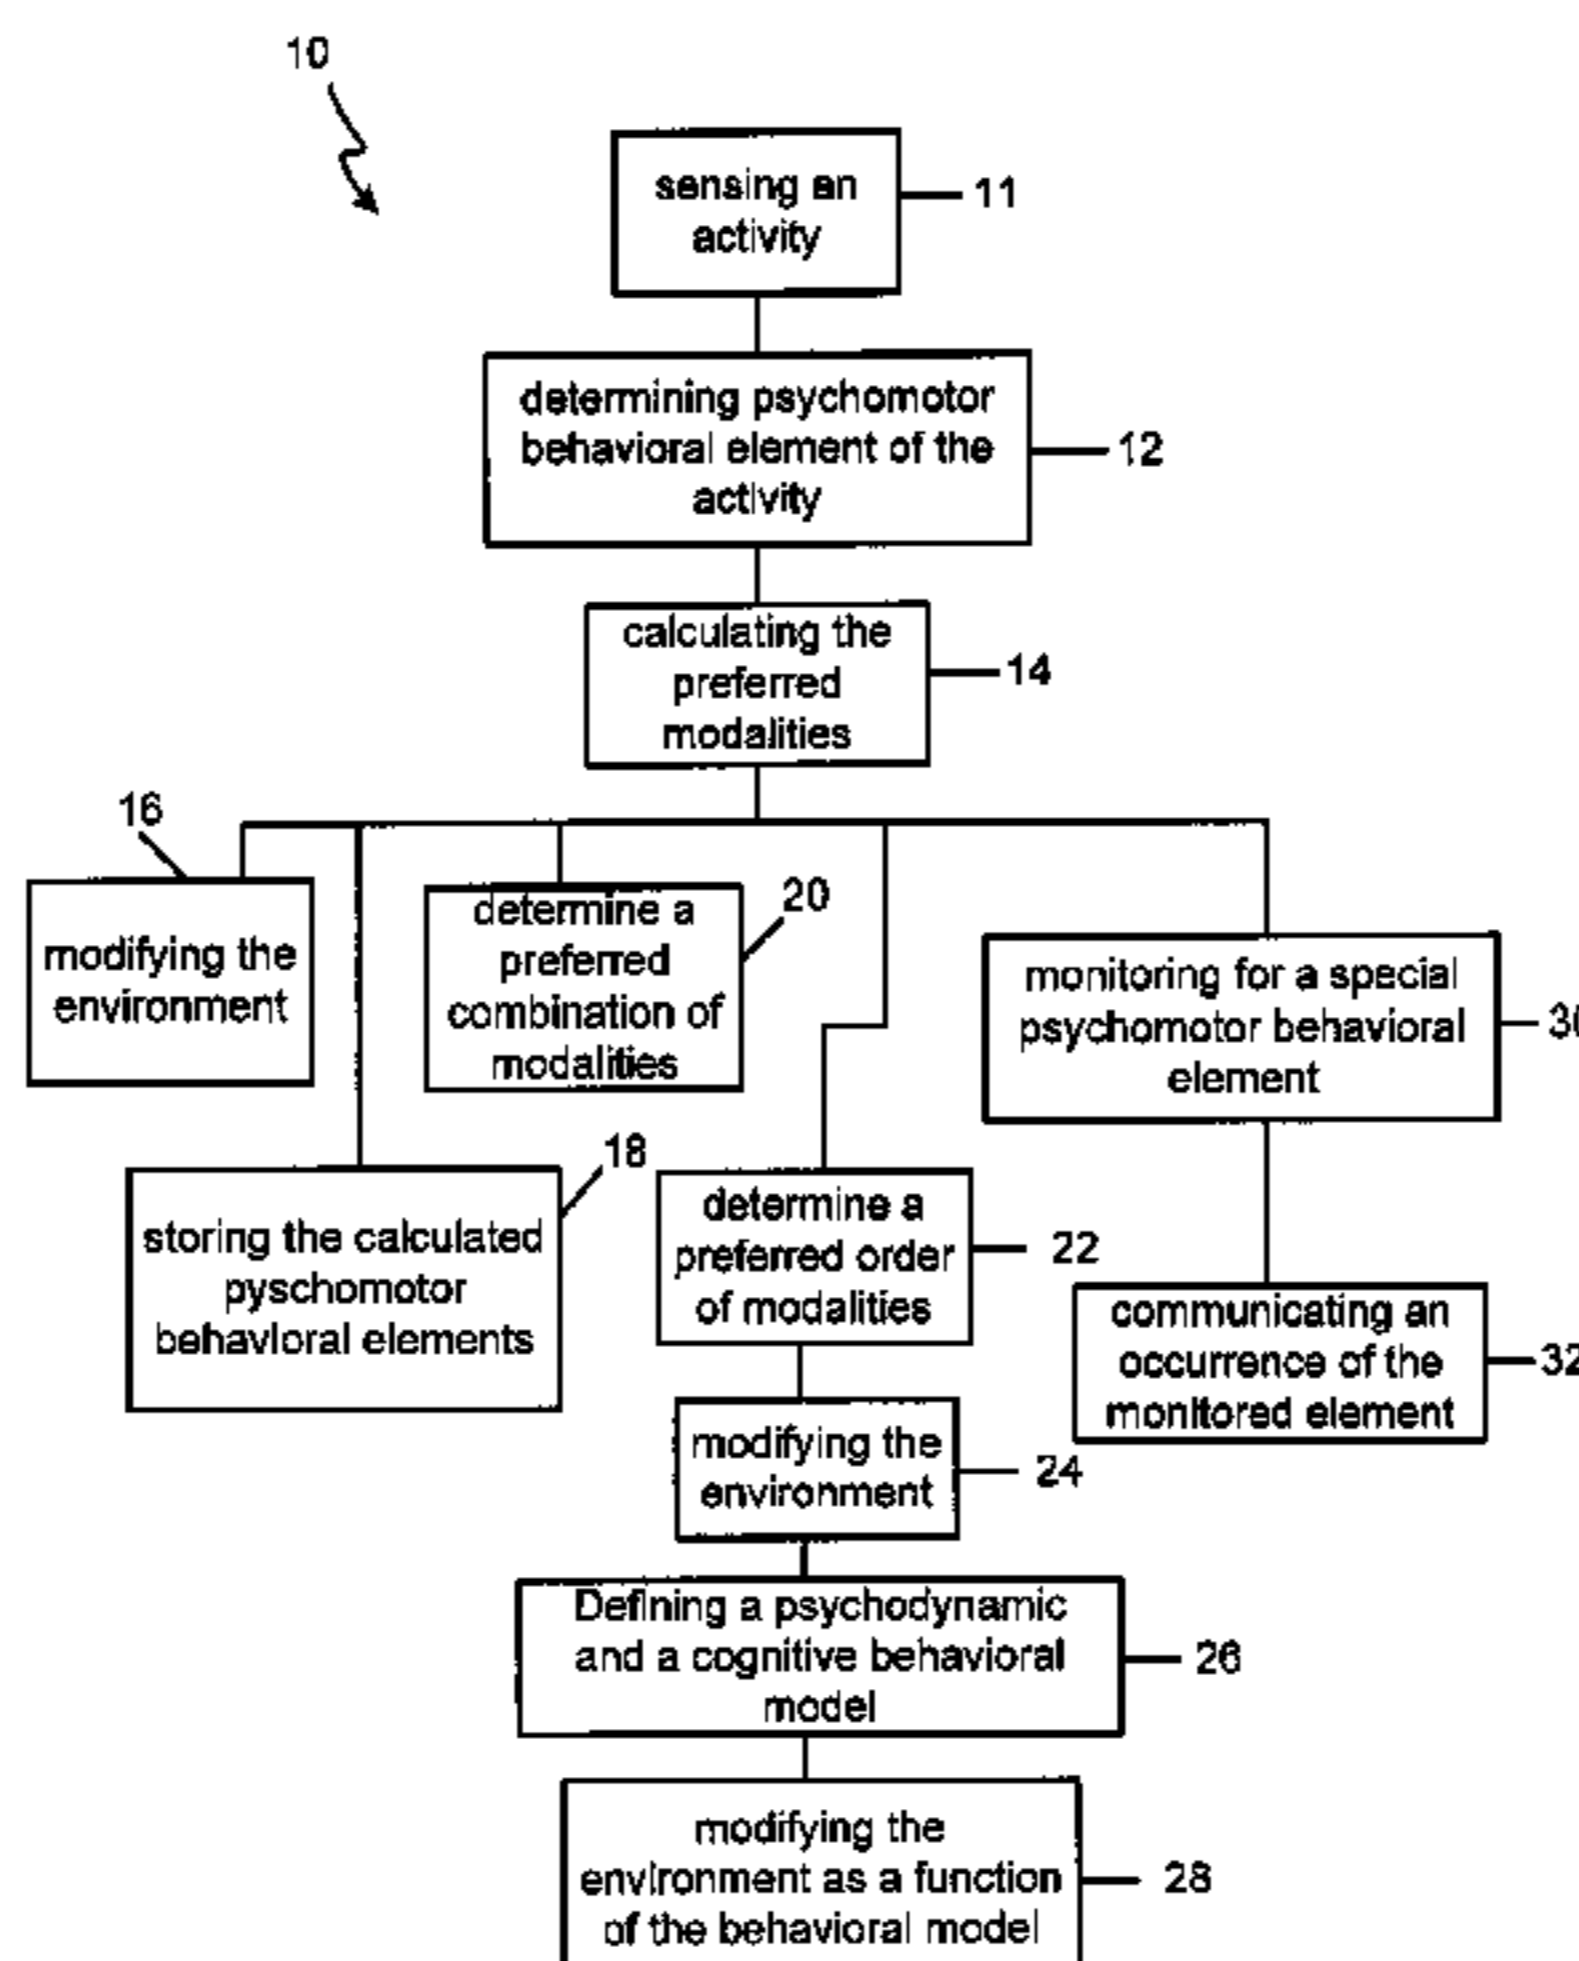 10
sensing an
activity
11
determining psychomotor
behavioral element of the
activity
12
calculating the
preferred
modalities
14
16
modifying the
environment
determine a
preferred
combination of
modalities
20
monitoring for a special
psychomotor behavioral
element
storing the calculated
pyschomotor
behavioral elements
18
determine a
preferred order
of modalities
22
communicating an
occurrence of the
monitored element
32
modifying the
environment
24
Defining a psychodynamic
and a cognitive behavioral
model
26
modifying the
environment as a function
of the behavioral model
28